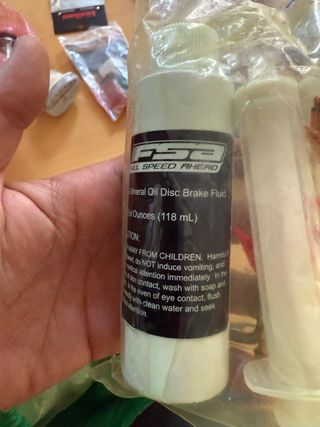 FSA
FULL SPEED AHEAD
Mineral Oil Disc Brake Fluid
Ounces (118 mL)
AWAY FROM CHILDREN. Harmful
do NOT induce vomiting, and
medical attention immediately. In the
contact, wash with soap and
In the even of eye contact, flush
with clean water and seek